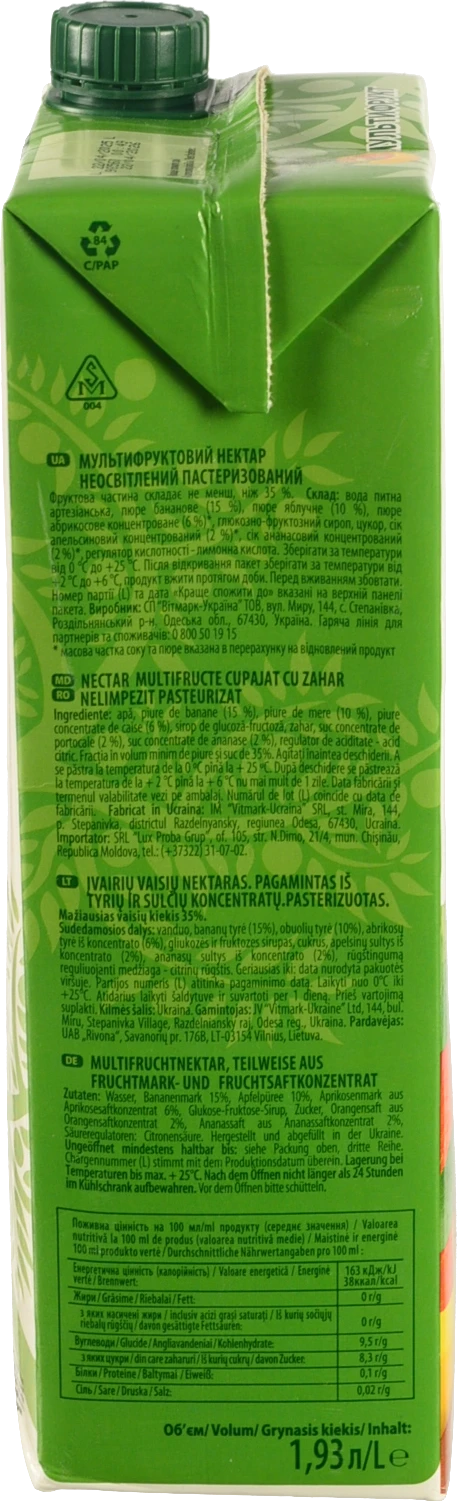 МУЛЬТИФРУКТ
84
C/PAP
SM
004
UA МУЛЬТИФРУКТОВИЙ НЕКТАР
НЕОСВІТЛЕНИЙ ПАСТЕРИЗОВАНИЙ
Фруктова частина складає не менш, ніж 35 %. Склад: вода питна
артезіанська, пюре бананове (15 %), пюре яблучне (10 %), пюре
абрикосове концентроване (6 %)*, глюкозно-фруктозний сироп, цукор, сік
апельсиновий концентрований (2 %)*, сік ананасовий концентрований
(2 %)*, регулятор кислотності - лимонна кислота. Зберігати за температури
від 0 °С до +25 °С. Після відкривання пакет зберігати за температури від
+2 °С до +6 °С, продукт вжити протягом доби. Перед вживанням збовтати.
Номер партії (L) та дата «Краще спожити до» вказані на верхній панелі
пакета. Виробник: СП "Вітмарк-Україна" ТОВ, вул. Миру, 144, с. Степанівка,
Роздільнянський р-н, Одеська обл., 67430, Україна. Гаряча лінія для
партнерів та споживачів: 0 800 50 19 15
* масова частка соку та пюре вказана в перерахунку на відновлений продукт
MD NECTAR MULTIFRUCTE CUPAJAT CU ZAHAR
RO NELIMPEZIT PASTEURIZAT
Ingrediente: apă, piure de banane (15 %), piure de mere (10 %), piure
concentrate de caise (6 %), sirop de glucoză-fructoză, zahar, suc concentrate de
portocale (2 %), suc concentrate de ananase (2 %), regulator de aciditate - acid
citric. Fracția in volum minim de piure și suc de 35%. Agitați inaintea deschiderii. A
se păstra la temperatura de la 0 °C pînă la + 25 °C. După deschidere se păstrează
la temperatura de la + 2 °C pînă la + 6 °C nu mai mult de 1 zile. Data fabricării și
termenul valabilitate vezi pe ambalaj. Numărul de lot (L) coincide cu data de
fabricării. Fabricat in Ucraina: IM "Vitmark-Ucraina" SRL, st. Mira, 144,
p. Stepanivka, districtul Razdelnyansky, regiunea Odesa, 67430, Ucraina.
Importator: SRL "Lux Proba Grup", of. 105, str. N.Dimo, 21/4, mun. Chișinău,
Republica Moldova, tel.: (+37322) 31-07-02.
LT ĮVAIRIŲ VAISIŲ NEKTARAS. PAGAMINTAS IŠ
TYRIŲ IR SULČIŲ KONCENTRATŲ.PASTERIZUOTAS.
Mažiausias vaisių kiekis 35%.
Sudedamosios dalys: vanduo, bananų tyrė (15%), obuolių tyrė (10%), abrikosų
tyrė iš koncentrato (6%), gliukozės ir fruktozės sirupas, cukrus, apelsinų sultys iš
koncentrato (2%), ananasų sultys iš koncentrato (2%), rūgštingumą
reguliuojanti medžiaga - citrinų rūgštis. Geriausias iki: data nurodyta pakuotės
viršuje. Partijos numeris (L) atitinka pagaminimo data. Laikyti nuo 0°C iki
+25°C. Atidarius laikyti šaldytuve ir suvartoti per 1 dieną. Prieš vartojimą
suplakti. Kilmės šalis: Ukraina. Gamintojas: JV "Vitmark-Ukraine" Ltd, 144, bul.
Miru, Stepanivka Village, Razdelniansky raj, Odesa reg., Ukraina. Pardavėjas:
UAB „Rivona", Savanorių pr. 176B, LT-03154 Vilnius, Lietuva.
DE MULTIFRUCHTNEKTAR, TEILWEISE AUS
FRUCHTMARK- UND FRUCHTSAFTKONZENTRAT
Zutaten: Wasser, Bananenmark 15%, Apfelpüree 10%, Aprikosenmark aus
Aprikosesaftkonzentrat 6%, Glukose-Fruktose-Sirup, Zucker, Orangensaft aus
Orangensaftkonzentrat 2%, Ananassaft aus Ananassaftkonzentrat 2%,
Säureregulatoren: Citronensäure. Hergestellt und abgefüllt in der Ukraine.
Ungeöffnet mindestens haltbar bis: siehe Packung oben, dritte Reihe.
Chargennummer (L) stimmt mit dem Produktionsdatum überein. Lagerung bei
Temperaturen bis max. + 25°C. Nach dem Öffnen nicht länger als 24 Stunden
im Kühlschrank aufbewahren. Vor dem Öffnen bitte schütteln.
Поживна цінність на 100 мл/ml продукту (середнє значення) / Valoarea
nutritivă la 100 ml de produs (valoarea nutritivă medie) / Maistinė ir energinė
100 ml produkto vertė / Durchschnittliche Nährwertangaben pro 100 ml :
Енергетична цінність (калорійність) / Valoare energetică / Energinė
vertė / Brennwert: 163 кДж/kJ
38ккал/kcal
Жири / Grăsime / Riebalai / Fett: 0 г/g
з яких насичені жири / inclusiv acizi grași saturați / Iš kurių sočiųjų
riebalų rūgščių / davon gesättigte Fettsäuren: 0 г/g
Вуглеводи / Glucide / Angliavandeniai / Kohlenhydrate: 9,5 г/g
з яких цукри / din care zaharuri / Iš kurių cukrų / davon Zucker: 8,3 г/g
Білки / Proteine / Baltymai / Eiweiß: 0,1 г/g
Сіль / Sare / Druska / Salz: 0,02 г/g
Об'єм/ Volum/ Grynasis kiekis/ Inhalt:
1,93 л/L ℮